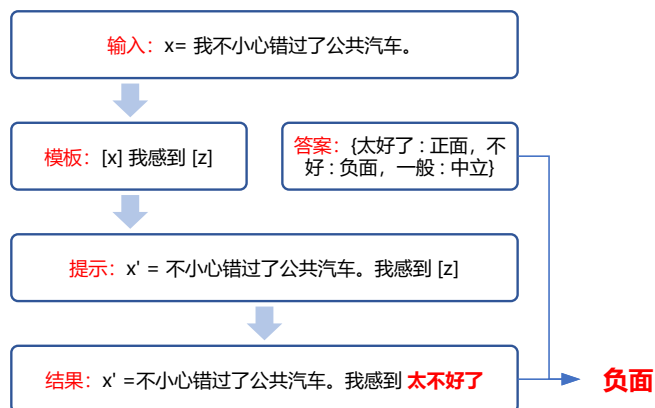 输入：x= 我不小心错过了公共汽车。
模板：[x] 我感到 [z]
答案：{太好了 : 正面，不
好 : 负面，一般 : 中立}
提示：x' = 不小心错过了公共汽车。我感到 [z]
结果：x' =不小心错过了公共汽车。我感到 太不好了
负面